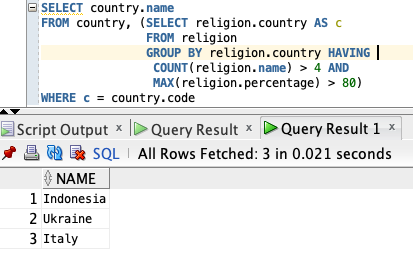 SELECT country.name
FROM country, (SELECT religion.country AS c
FROM religion
GROUP BY religion.country HAVING
COUNT(religion.name) > 4 AND
MAX(religion.percentage) > 80)
WHERE c = country.code
Script Output × Query Result × Query Result 1 ×
SQL All Rows Fetched: 3 in 0.021 seconds
NAME
1 Indonesia
2 Ukraine
3 Italy